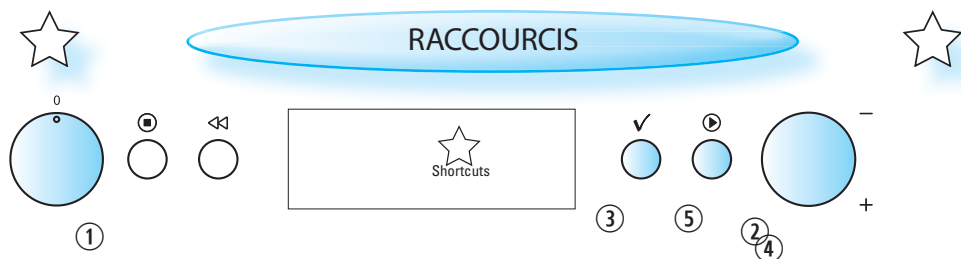 RACCOURCIS
0
Shortcuts
−
+
① ③ ⑤ ②
④